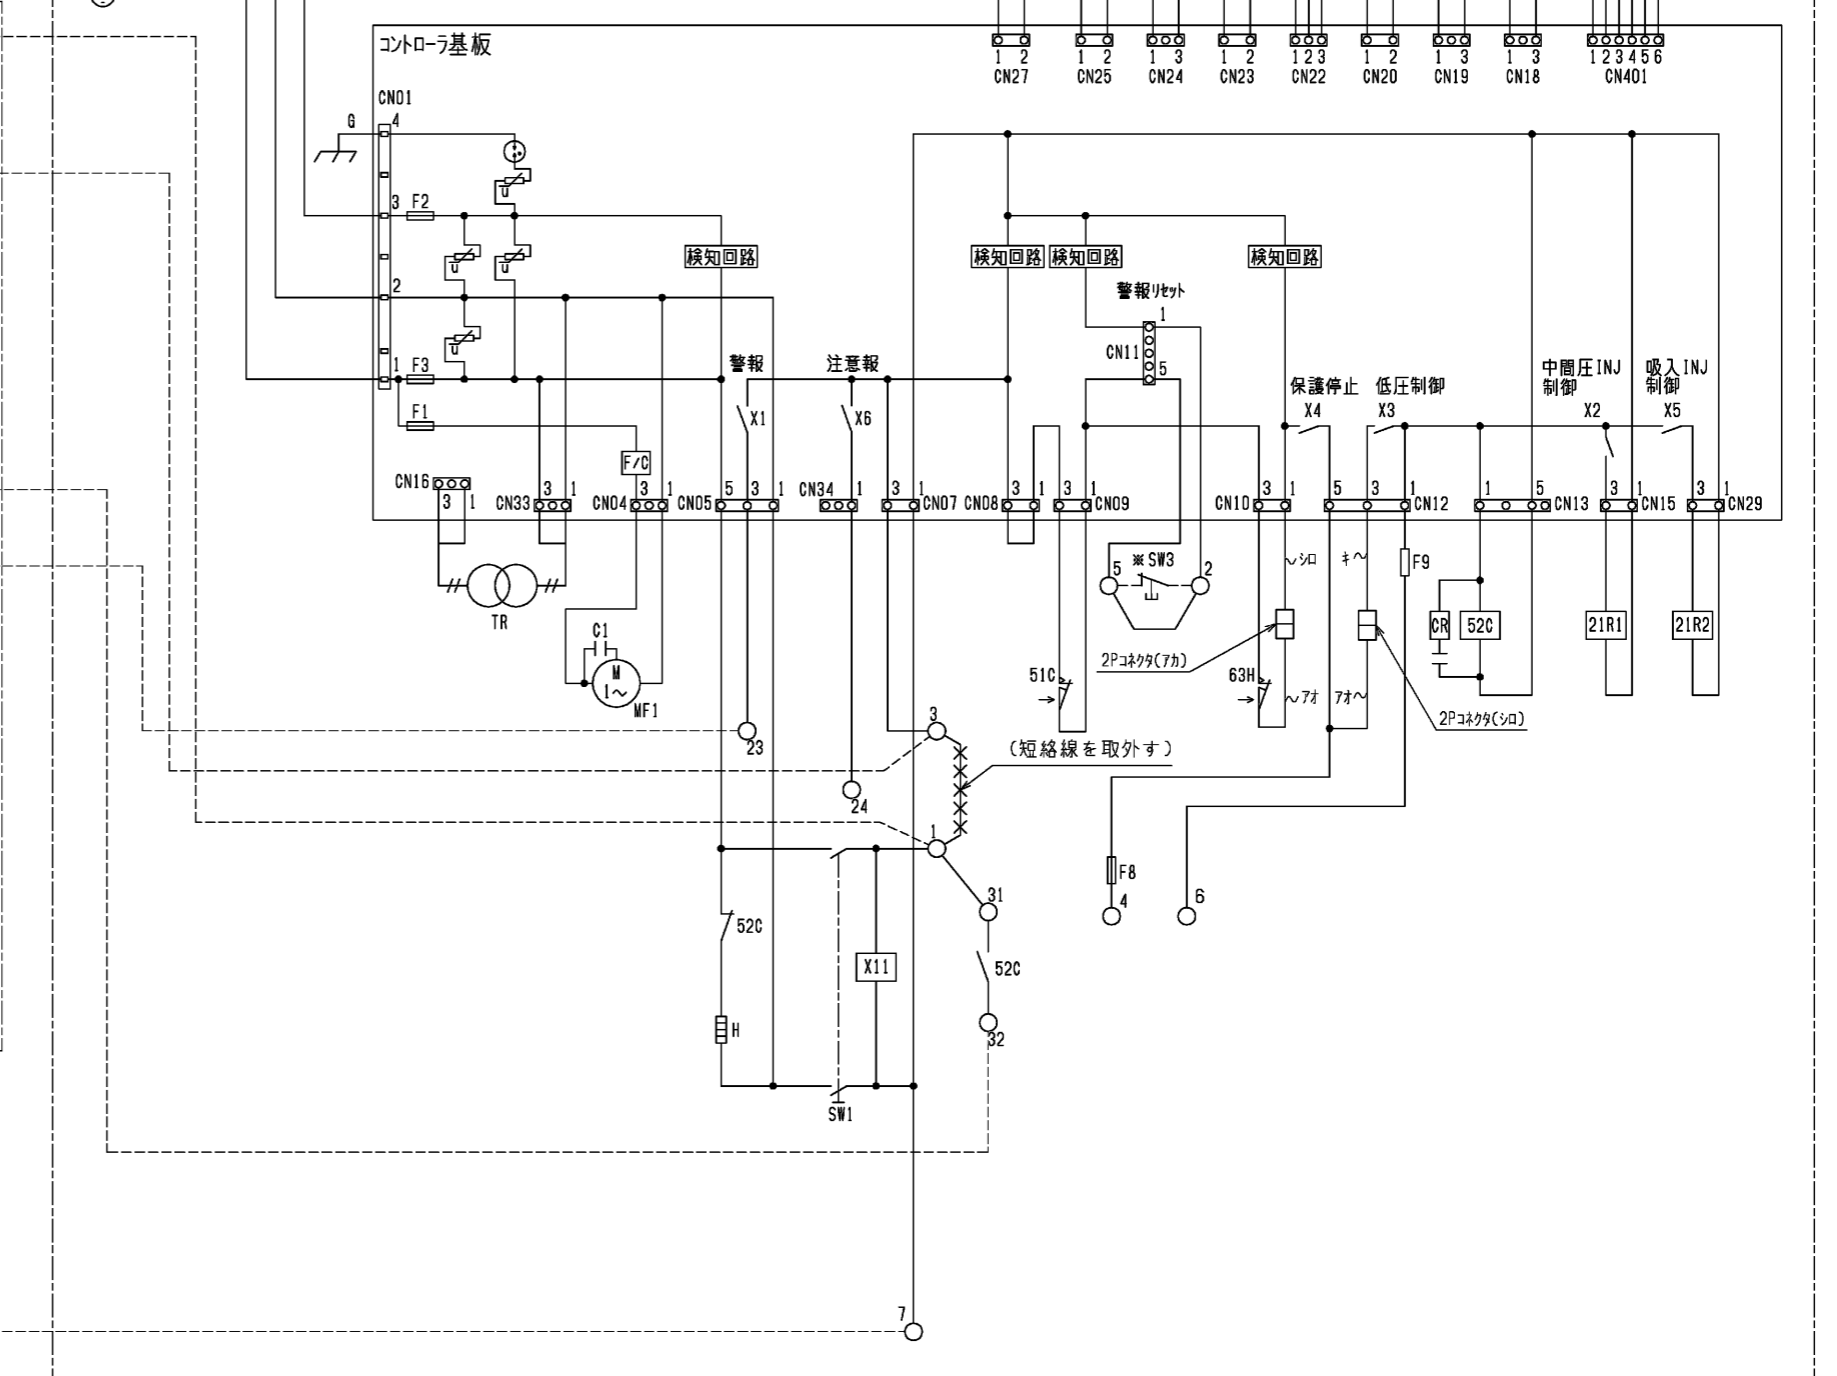 コントローラ基板
1 2
CN27
1 2
CN25
1 3
CN24
1 2
CN23
1 2 3
CN22
1 2
CN20
1 3
CN19
1 3
CN18
1 2 3 4 5 6
CN401
CN01
G
4
U
3
F2
U
U
2
U
1
F3
F1
F/C
検知回路
検知回路
検知回路
検知回路
警報リセット
1
CN11
5
警報
X1
注意報
X6
保護停止
X4
低圧制御
X3
中間圧INJ
制御
X2
吸入INJ
制御
X5
CN16
3 1
CN33
3 1
CN04
3 1
CN05
5 3 1
CN34
1
3 1
CN07
CN08
3 1
3 1
CN09
CN10
3 1
5 3 1
CN12
1 5
CN13
3 1
CN15
3 1
CN29
TR
C1
M
1～
MF1
5
※SW3
2
～シロ
キ～
F9
2Pコネクタ(アカ)
CR
52C
21R1
21R2
51C
63H
～アオ
アオ～
2Pコネクタ(シロ)
23
3
(短絡線を取外す)
24
1
F8
4
6
31
52C
52C
X11
32
H
SW1
7